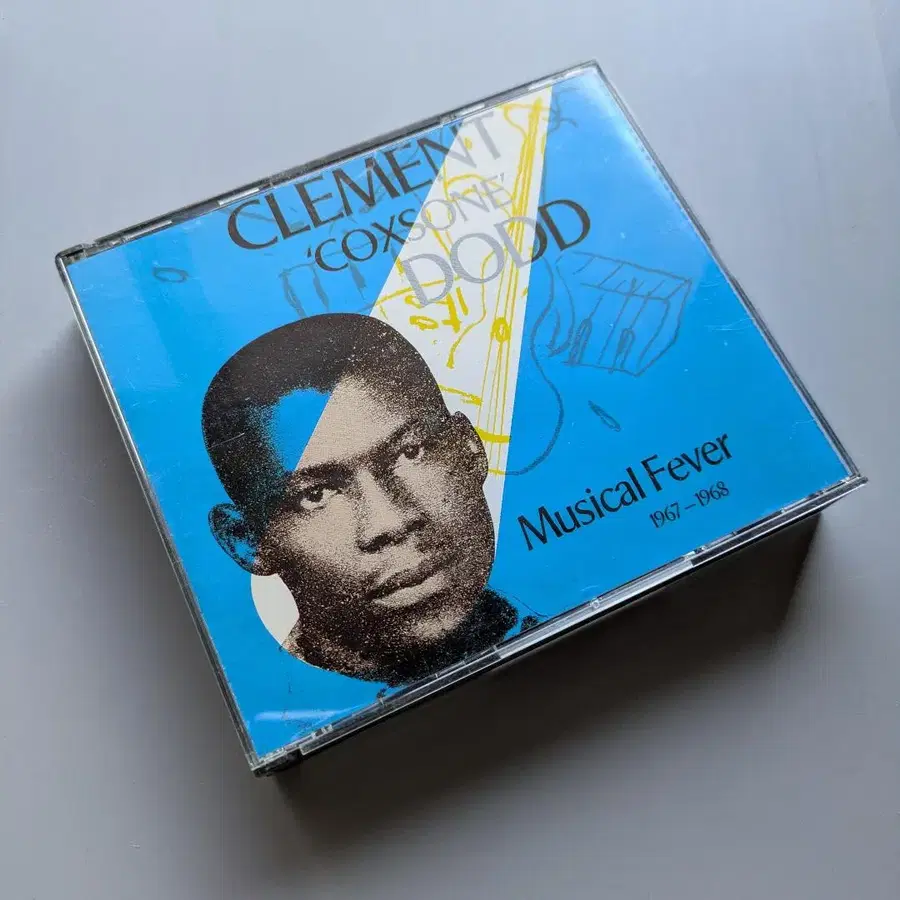 CLEMENT
'COXSONE'
DODD
Musical Fever
1967–1968